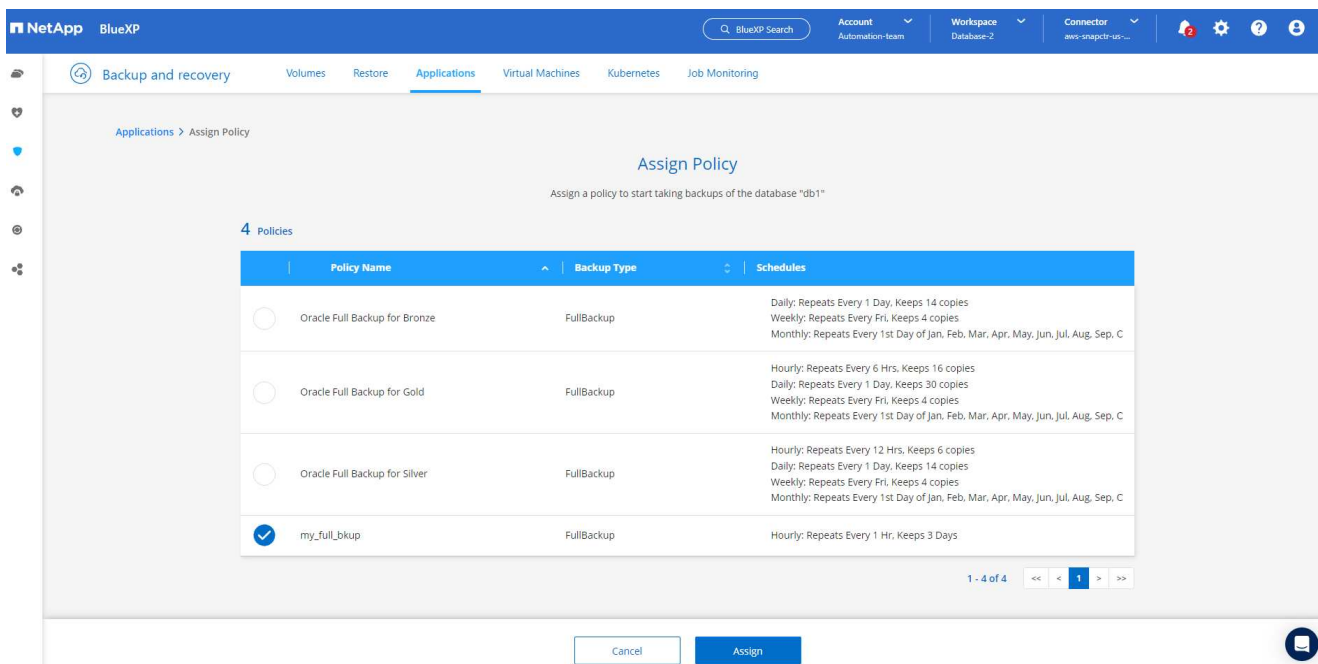 NetApp BlueXP
BlueXP Search
Account
Automation-team
Workspace
Database-2
Connector
aws-snapctr-us-...
2
Backup and recovery
Volumes Restore Applications Virtual Machines Kubernetes Job Monitoring
Applications > Assign Policy
Assign Policy
Assign a policy to start taking backups of the database "db1"
4 Policies
Policy Name Backup Type Schedules
Oracle Full Backup for Bronze FullBackup
Daily: Repeats Every 1 Day, Keeps 14 copies
Weekly: Repeats Every Fri, Keeps 4 copies
Monthly: Repeats Every 1st Day of Jan, Feb, Mar, Apr, May, Jun, Jul, Aug, Sep, C
Oracle Full Backup for Gold FullBackup
Hourly: Repeats Every 6 Hrs, Keeps 16 copies
Daily: Repeats Every 1 Day, Keeps 30 copies
Weekly: Repeats Every Fri, Keeps 4 copies
Monthly: Repeats Every 1st Day of Jan, Feb, Mar, Apr, May, Jun, Jul, Aug, Sep, C
Oracle Full Backup for Silver FullBackup
Hourly: Repeats Every 12 Hrs, Keeps 6 copies
Daily: Repeats Every 1 Day, Keeps 14 copies
Weekly: Repeats Every Fri, Keeps 4 copies
Monthly: Repeats Every 1st Day of Jan, Feb, Mar, Apr, May, Jun, Jul, Aug, Sep, C
my_full_bkup FullBackup Hourly: Repeats Every 1 Hr, Keeps 3 Days
1 - 4 of 4 << < 1 > >>
Cancel Assign